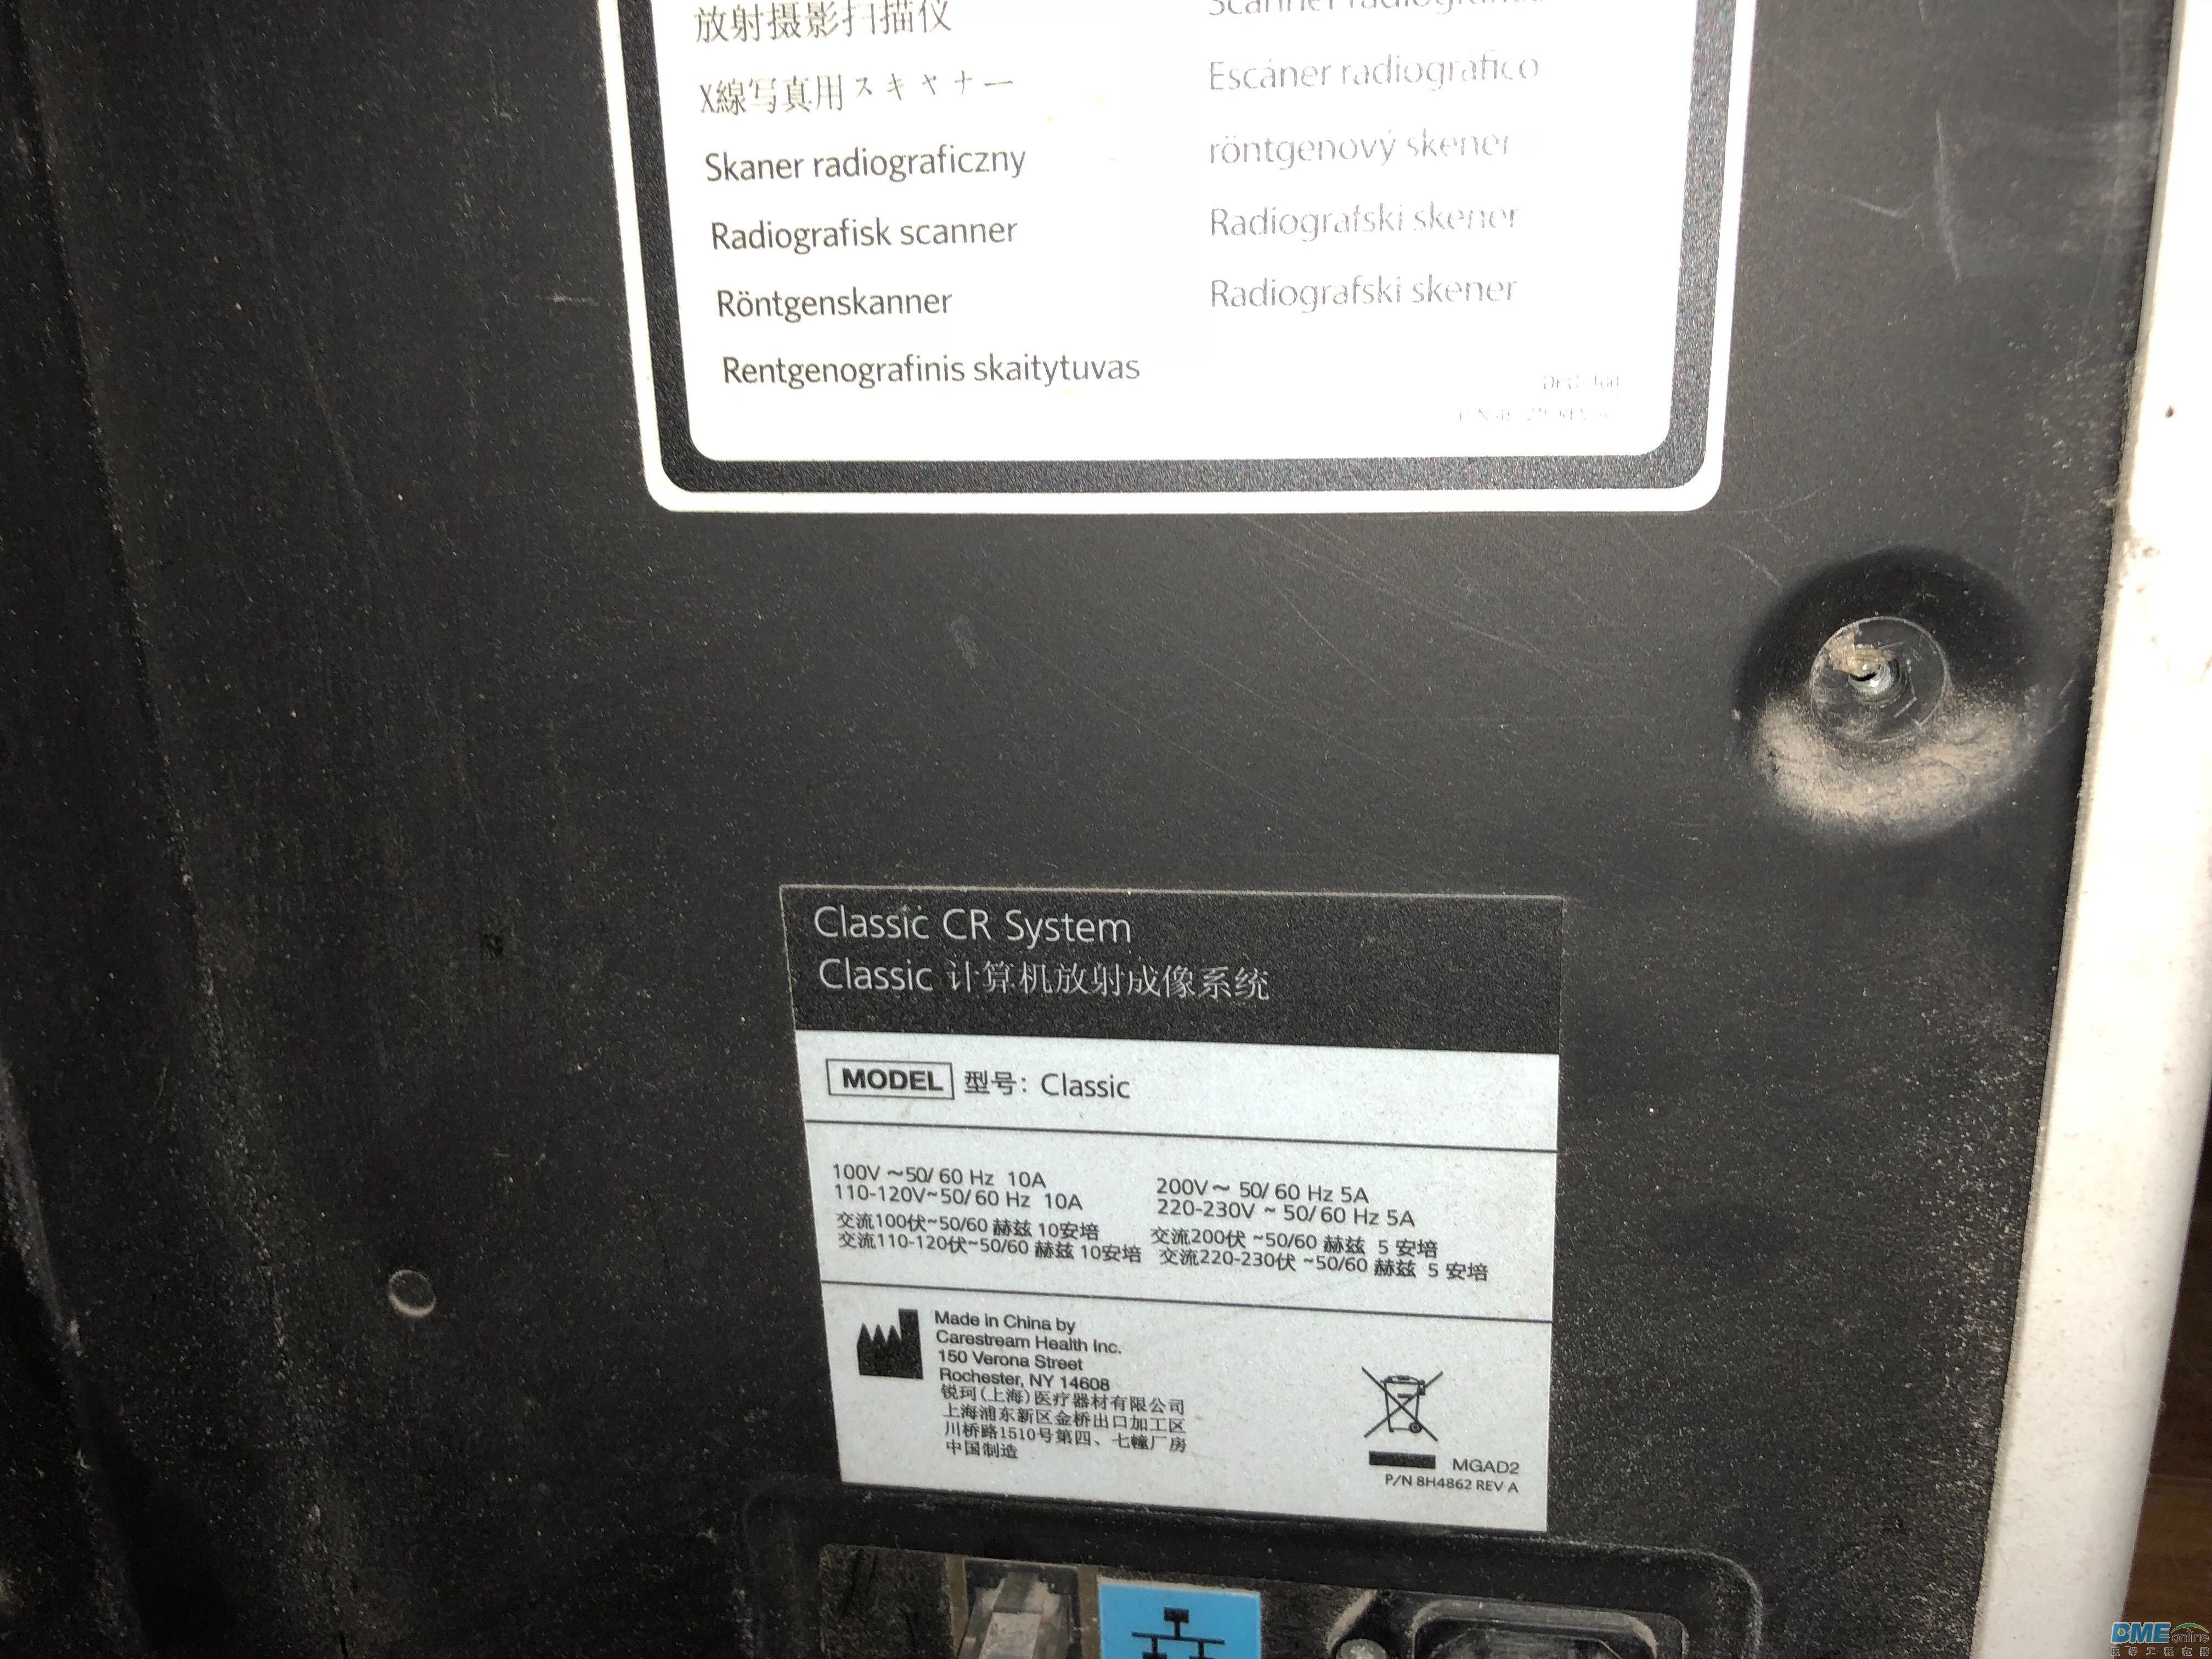 放射摄影扫描仪
X線写真用スキャナー
Skaner radiograficzny
Radiografisk scanner
Röntgenskanner
Rentgenografinis skaitytuvas
Escáner radiográfico
röntgenový skener
Radiografski skener
Radiografski skener
Classic CR System
Classic 计算机放射成像系统
MODEL 型号: Classic
100V ~50/60 Hz 10A
110-120V~50/60 Hz 10A
交流100伏~50/60 赫兹 10安培
交流110-120伏~50/60 赫兹 10安培
200V~ 50/60 Hz 5A
220-230V ~ 50/60 Hz 5A
交流200伏 ~50/60 赫兹 5 安培
交流220-230伏 ~50/60 赫兹 5 安培
Made in China by
Carestream Health Inc.
150 Verona Street
Rochester, NY 14608
锐珂(上海)医疗器材有限公司
上海浦东新区金桥出口加工区
川桥路1510号第四、七幢厂房
中国制造
MGAD2
P/N 8H4862 REV A
BME online
医学工程在线